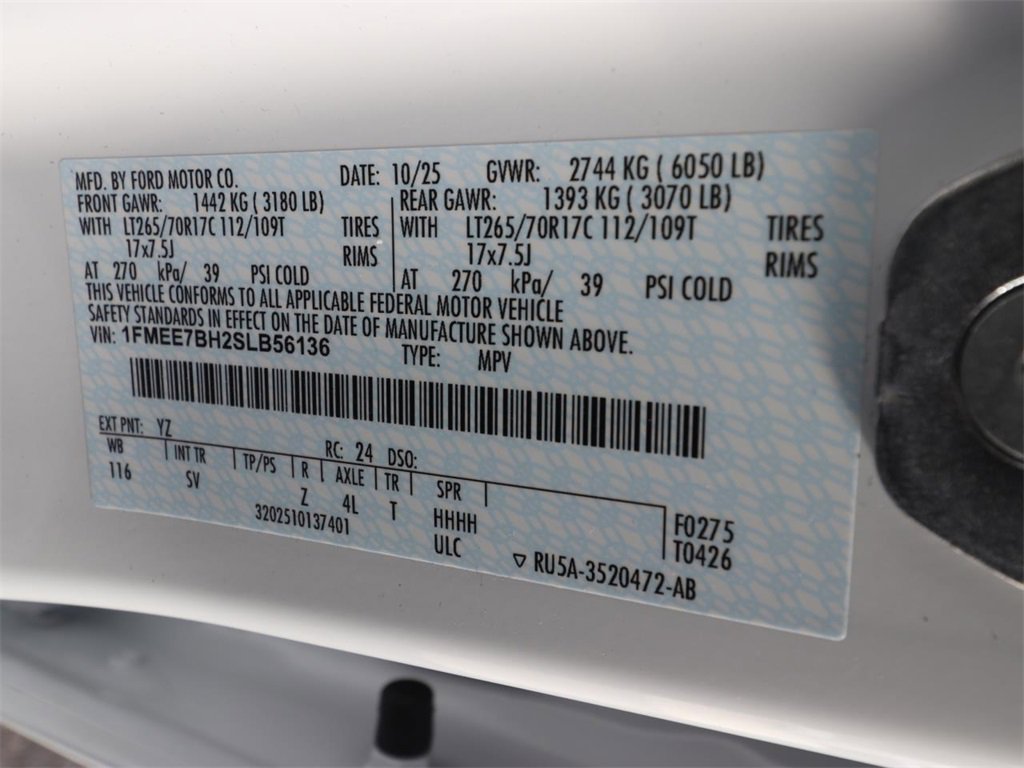 MFD. BY FORD MOTOR CO. DATE: 10/25 GVWR: 2744 KG ( 6050 LB)
FRONT GAWR: 1442 KG ( 3180 LB) REAR GAWR: 1393 KG ( 3070 LB)
WITH LT265/70R17C 112/109T TIRES WITH LT265/70R17C 112/109T TIRES
17x7.5J RIMS 17x7.5J RIMS
AT 270 kPa/ 39 PSI COLD AT 270 kPa/ 39 PSI COLD
THIS VEHICLE CONFORMS TO ALL APPLICABLE FEDERAL MOTOR VEHICLE
SAFETY STANDARDS IN EFFECT ON THE DATE OF MANUFACTURE SHOWN ABOVE.
VIN: 1FMEE7BH2SLB56136 TYPE: MPV
EXT PNT: YZ RC: 24 DSO:
WB INT TR TP/PS R AXLE TR SPR
116 SV Z 4L T HHHH F0275
3202510137401 ULC T0426
▽ RU5A-3520472-AB